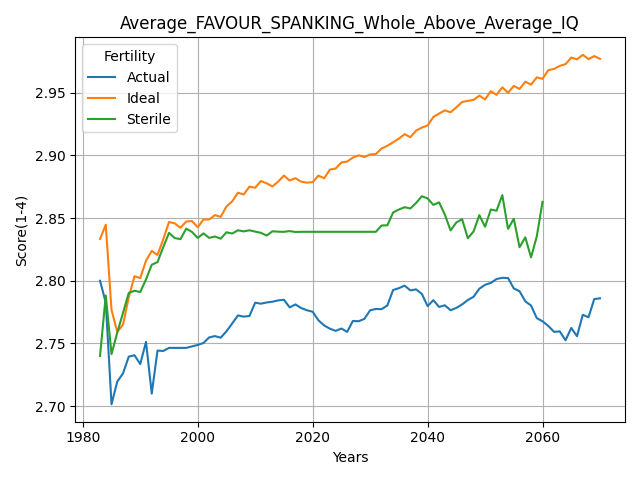 Average_FAVOUR_SPANKING_Whole_Above_Average_IQ
Fertility
Actual
Ideal
Sterile
Score(1-4)
2.95
2.90
2.85
2.80
2.75
2.70
1980 2000 2020 2040 2060
Years